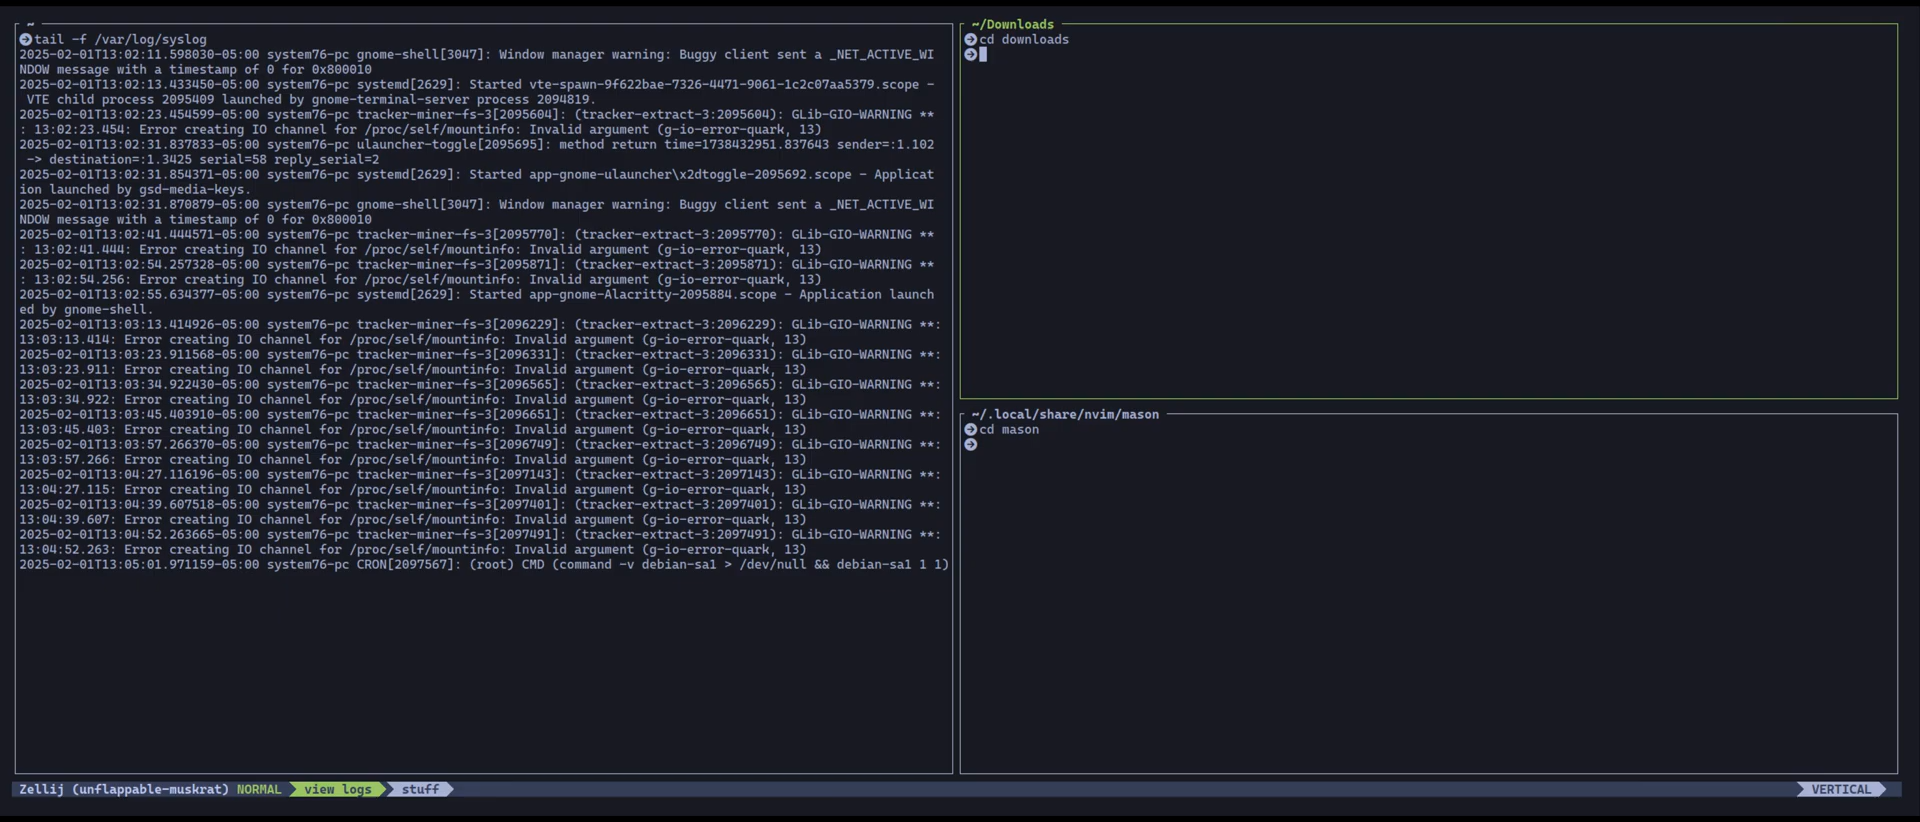 ~
tail -f /var/log/syslog
2025-02-01T13:02:11.598030-05:00 system76-pc gnome-shell[3047]: Window manager warning: Buggy client sent a _NET_ACTIVE_WI
NDOW message with a timestamp of 0 for 0x800010
2025-02-01T13:02:13.433450-05:00 system76-pc systemd[2629]: Started vte-spawn-9f622bae-7326-4471-9061-1c2c07aa5379.scope -
 VTE child process 2095409 launched by gnome-terminal-server process 2094819.
2025-02-01T13:02:23.454599-05:00 system76-pc tracker-miner-fs-3[2095604]: (tracker-extract-3:2095604): GLib-GIO-WARNING **
: 13:02:23.454: Error creating IO channel for /proc/self/mountinfo: Invalid argument (g-io-error-quark, 13)
2025-02-01T13:02:31.837833-05:00 system76-pc ulauncher-toggle[2095695]: method return time=1738432951.837643 sender=:1.102
 -> destination=:1.3425 serial=58 reply_serial=2
2025-02-01T13:02:31.854371-05:00 system76-pc systemd[2629]: Started app-gnome-ulauncher\x2dtoggle-2095692.scope - Applicat
ion launched by gsd-media-keys.
2025-02-01T13:02:31.870879-05:00 system76-pc gnome-shell[3047]: Window manager warning: Buggy client sent a _NET_ACTIVE_WI
NDOW message with a timestamp of 0 for 0x800010
2025-02-01T13:02:41.444571-05:00 system76-pc tracker-miner-fs-3[2095770]: (tracker-extract-3:2095770): GLib-GIO-WARNING **
: 13:02:41.444: Error creating IO channel for /proc/self/mountinfo: Invalid argument (g-io-error-quark, 13)
2025-02-01T13:02:54.257328-05:00 system76-pc tracker-miner-fs-3[2095871]: (tracker-extract-3:2095871): GLib-GIO-WARNING **
: 13:02:54.256: Error creating IO channel for /proc/self/mountinfo: Invalid argument (g-io-error-quark, 13)
2025-02-01T13:02:55.634377-05:00 system76-pc systemd[2629]: Started app-gnome-Alacritty-2095884.scope - Application launch
ed by gnome-shell.
2025-02-01T13:03:13.414926-05:00 system76-pc tracker-miner-fs-3[2096229]: (tracker-extract-3:2096229): GLib-GIO-WARNING **:
13:03:13.414: Error creating IO channel for /proc/self/mountinfo: Invalid argument (g-io-error-quark, 13)
2025-02-01T13:03:23.911568-05:00 system76-pc tracker-miner-fs-3[2096331]: (tracker-extract-3:2096331): GLib-GIO-WARNING **:
13:03:23.911: Error creating IO channel for /proc/self/mountinfo: Invalid argument (g-io-error-quark, 13)
2025-02-01T13:03:34.922430-05:00 system76-pc tracker-miner-fs-3[2096565]: (tracker-extract-3:2096565): GLib-GIO-WARNING **:
13:03:34.922: Error creating IO channel for /proc/self/mountinfo: Invalid argument (g-io-error-quark, 13)
2025-02-01T13:03:45.403910-05:00 system76-pc tracker-miner-fs-3[2096651]: (tracker-extract-3:2096651): GLib-GIO-WARNING **:
13:03:45.403: Error creating IO channel for /proc/self/mountinfo: Invalid argument (g-io-error-quark, 13)
2025-02-01T13:03:57.266370-05:00 system76-pc tracker-miner-fs-3[2096749]: (tracker-extract-3:2096749): GLib-GIO-WARNING **:
13:03:57.266: Error creating IO channel for /proc/self/mountinfo: Invalid argument (g-io-error-quark, 13)
2025-02-01T13:04:27.116196-05:00 system76-pc tracker-miner-fs-3[2097143]: (tracker-extract-3:2097143): GLib-GIO-WARNING **:
13:04:27.115: Error creating IO channel for /proc/self/mountinfo: Invalid argument (g-io-error-quark, 13)
2025-02-01T13:04:39.607518-05:00 system76-pc tracker-miner-fs-3[2097401]: (tracker-extract-3:2097401): GLib-GIO-WARNING **:
13:04:39.607: Error creating IO channel for /proc/self/mountinfo: Invalid argument (g-io-error-quark, 13)
2025-02-01T13:04:52.263665-05:00 system76-pc tracker-miner-fs-3[2097491]: (tracker-extract-3:2097491): GLib-GIO-WARNING **:
13:04:52.263: Error creating IO channel for /proc/self/mountinfo: Invalid argument (g-io-error-quark, 13)
2025-02-01T13:05:01.971159-05:00 system76-pc CRON[2097567]: (root) CMD (command -v debian-sa1 > /dev/null && debian-sa1 1 1)
~/Downloads
cd downloads
~/.local/share/nvim/mason
cd mason
Zellij (unflappable-muskrat) NORMAL view logs stuff VERTICAL